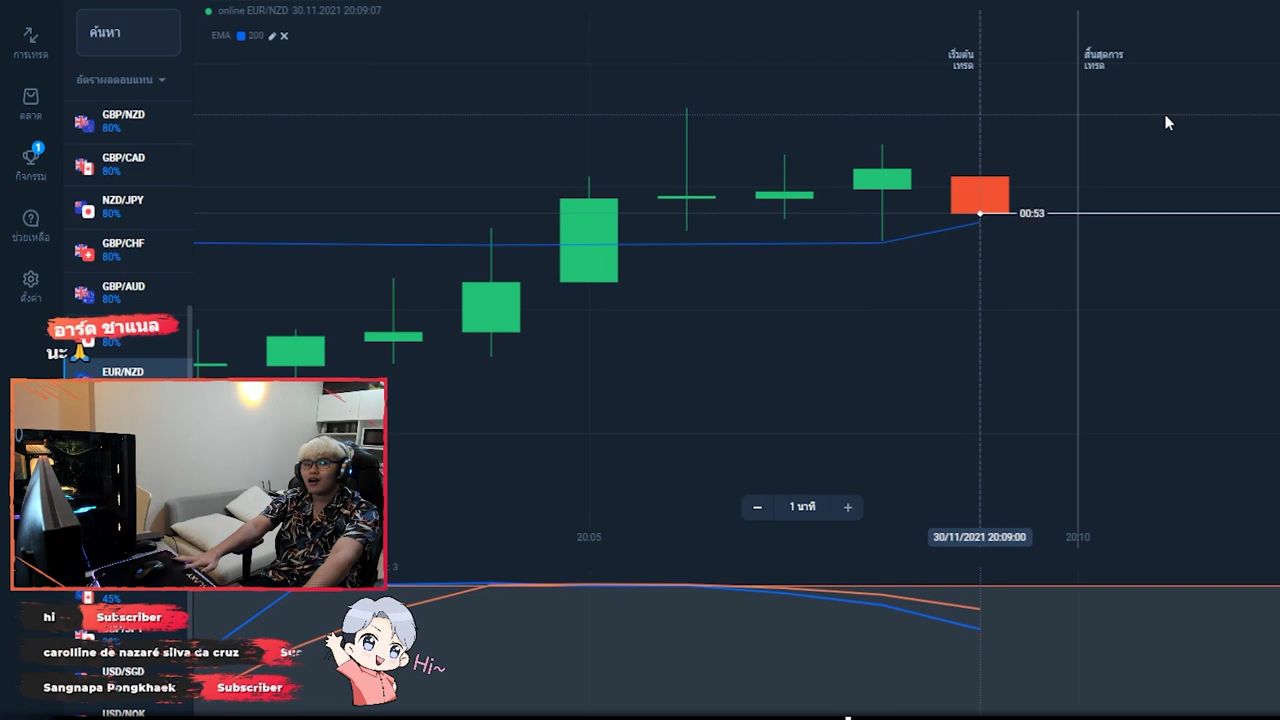 online EUR/NZD 30.11.2021 20:09:07
EMA 200
การเทรด
ตลาด
1
กิจกรรม
ช่วยเหลือ
ตั้งค่า
ค้นหา
อัตราผลตอบแทน
GBP/NZD
80%
GBP/CAD
80%
NZD/JPY
80%
GBP/CHF
80%
GBP/AUD
80%
80%
EUR/NZD
อาร์ต ชาแนล
นะ🙏
เริ่มต้น
เทรด
สิ้นสุดการ
เทรด
00:53
1 นาที
20:05
30/11/2021 20:09:00
20:10
3
45%
hi
Subscriber
carolline de nazaré silva da cruz
USD/SGD
Sangnapa Pongkhaek
Subscriber
USD/NOK
Hi~